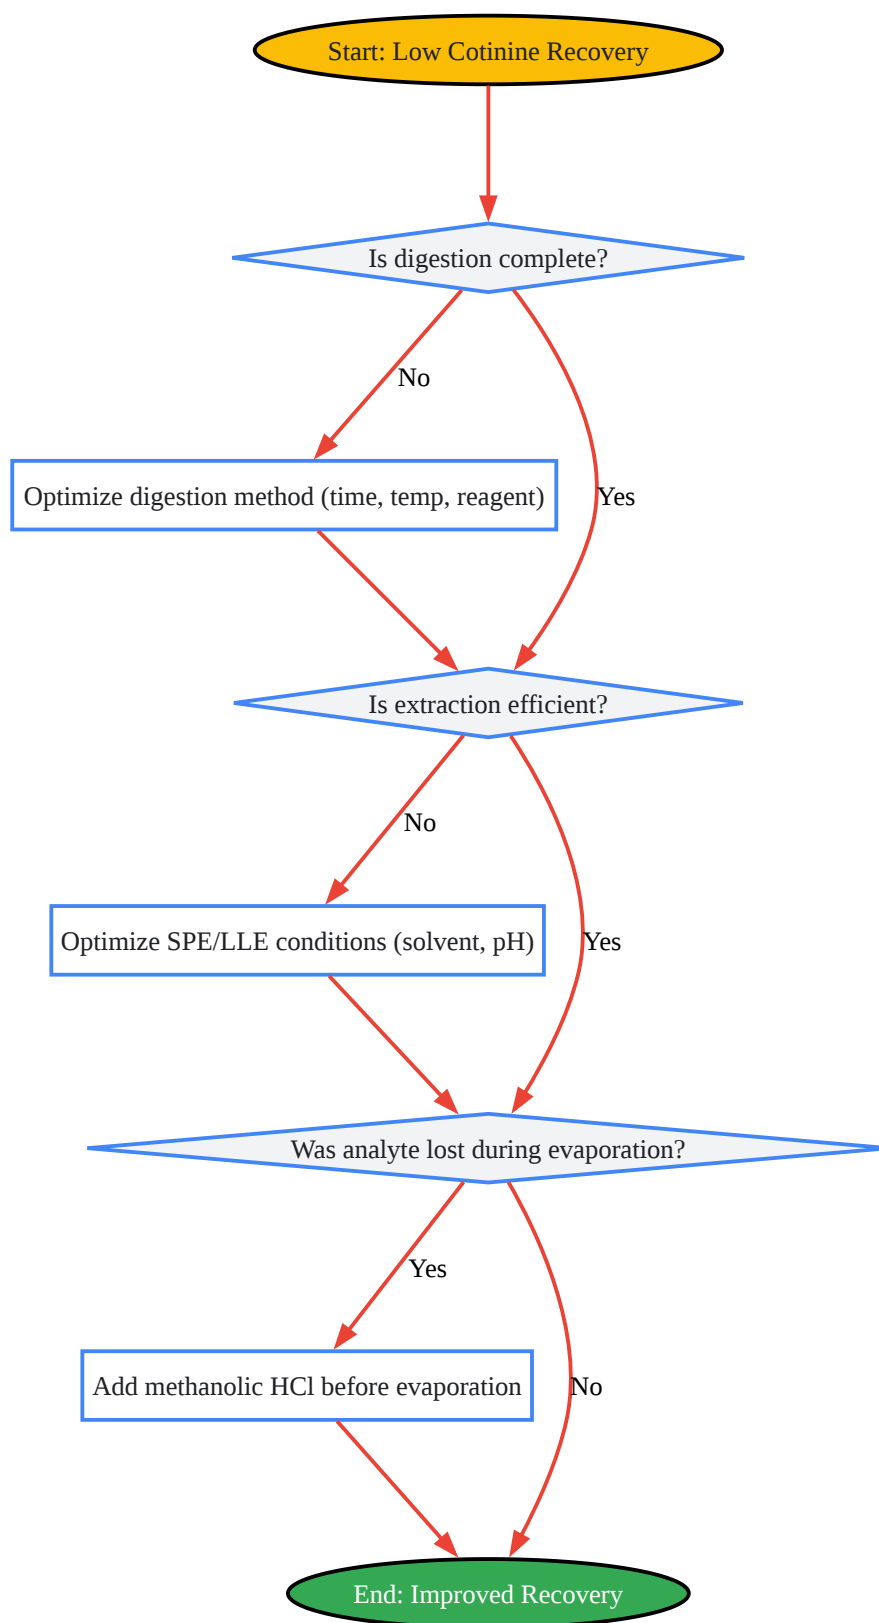 Start: Low Cotinine Recovery
Is digestion complete?
No
Optimize digestion method (time, temp, reagent)
Yes
Is extraction efficient?
No
Optimize SPE/LLE conditions (solvent, pH)
Yes
Was analyte lost during evaporation?
Yes
Add methanolic HCl before evaporation
No
End: Improved Recovery